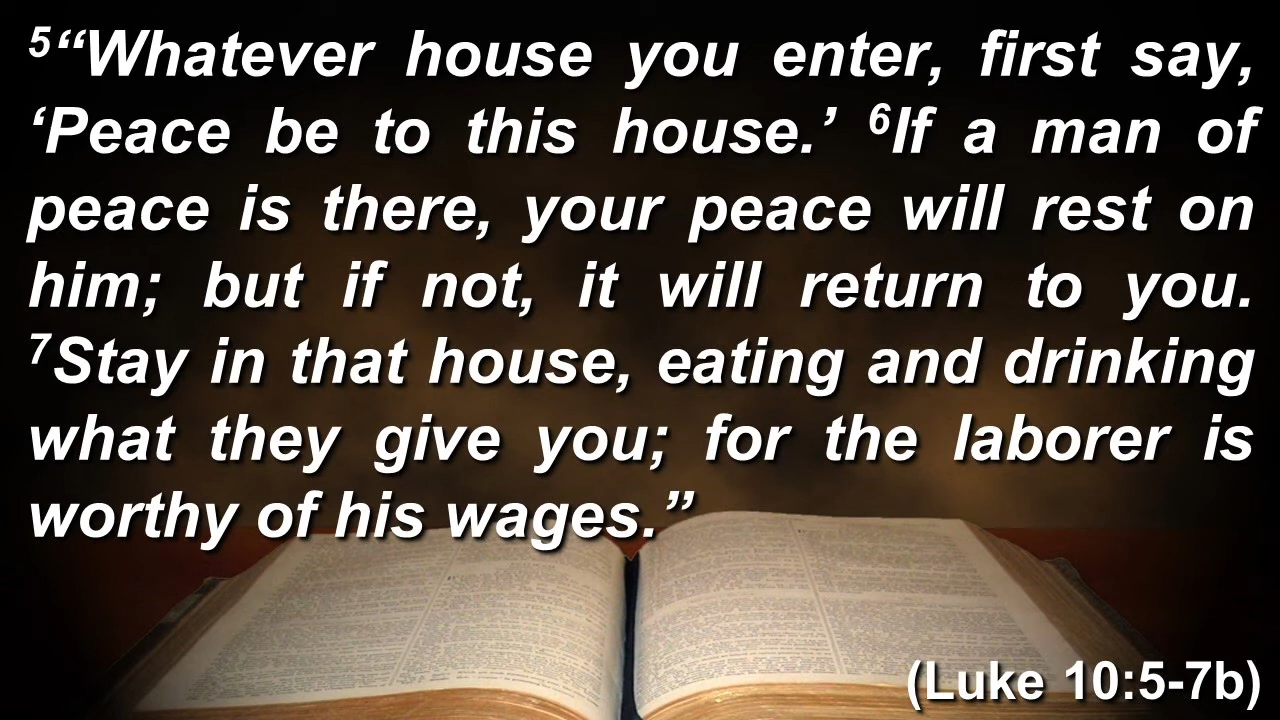 ⁵“Whatever house you enter, first say,
‘Peace be to this house.’ ⁶If a man of
peace is there, your peace will rest on
him; but if not, it will return to you.
⁷Stay in that house, eating and drinking
what they give you; for the laborer is
worthy of his wages.”
(Luke 10:5-7b)